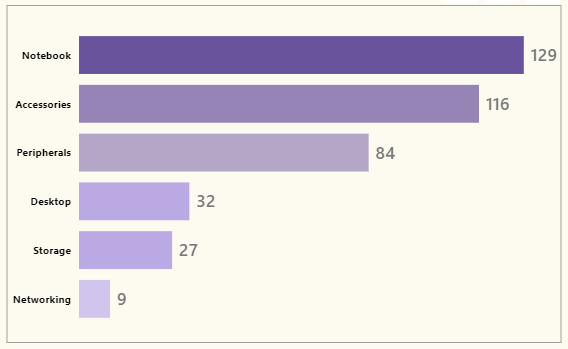 Notebook 129
Accessories 116
Peripherals 84
Desktop 32
Storage 27
Networking 9